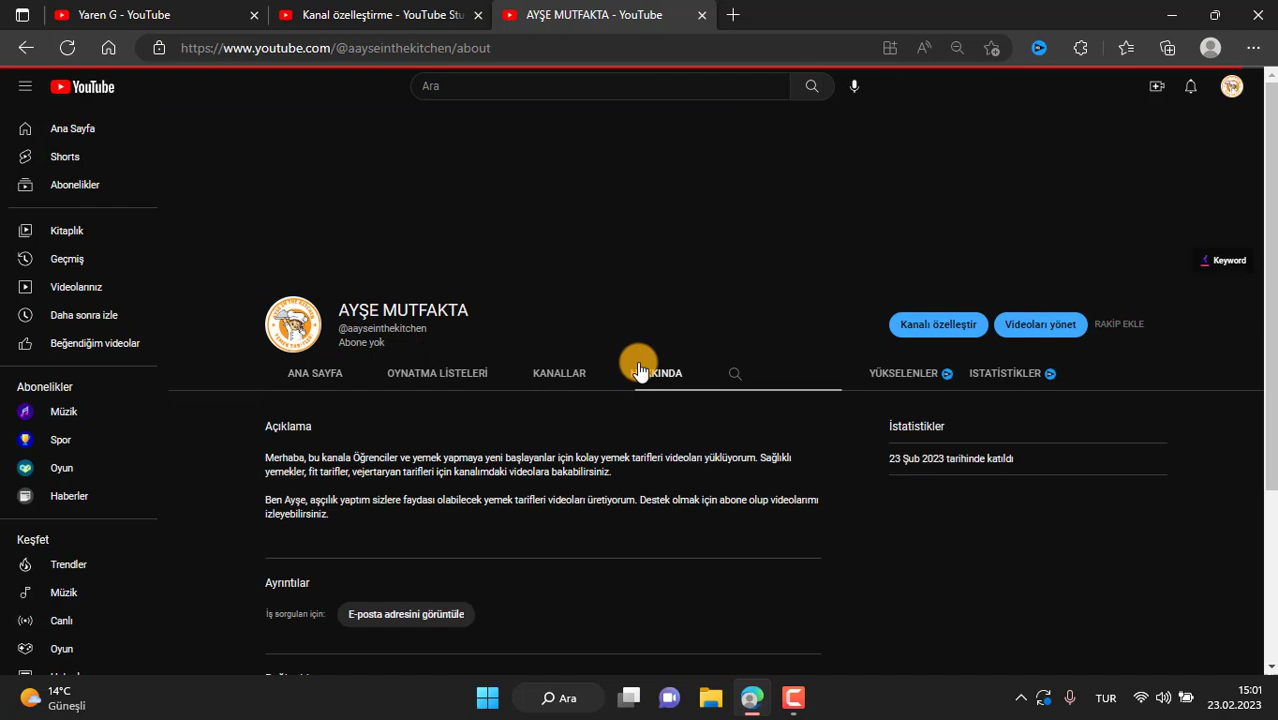 Yaren G - YouTube
Kanal özelleştirme - YouTube Stu
AYŞE MUTFAKTA - YouTube
https://www.youtube.com/@aayseinthekitchen/about
YouTube
Ara
Ana Sayfa
Shorts
Abonelikler
Kitaplık
Geçmiş
Videolarınız
Daha sonra izle
Beğendiğim videolar
Abonelikler
Müzik
Spor
Oyun
Haberler
Keşfet
Trendler
Müzik
Canlı
Oyun
Keyword
AYŞE MUTFAKTA
@aayseinthekitchen
Abone yok
Kanalı özelleştir
Videoları yönet
RAKİP EKLE
ANA SAYFA
OYNATMA LİSTELERİ
KANALLAR
KINDA
YÜKSELENLER
ISTATİSTİKLER
Açıklama
Merhaba, bu kanala Öğrenciler ve yemek yapmaya yeni başlayanlar için kolay yemek tarifleri videoları yüklüyorum. Sağlıklı
yemekler, fit tarifler, vejertaryan tarifleri için kanalımdaki videolara bakabilirsiniz.
Ben Ayşe, aşçılık yaptım sizlere faydası olabilecek yemek tarifleri videoları üretiyorum. Destek olmak için abone olup videolarımı
izleyebilirsiniz.
İstatistikler
23 Şub 2023 tarihinde katıldı
Ayrıntılar
İş sorguları için:
E-posta adresini görüntüle
14°C
Güneşli
Ara
TUR
15:01
23.02.2023